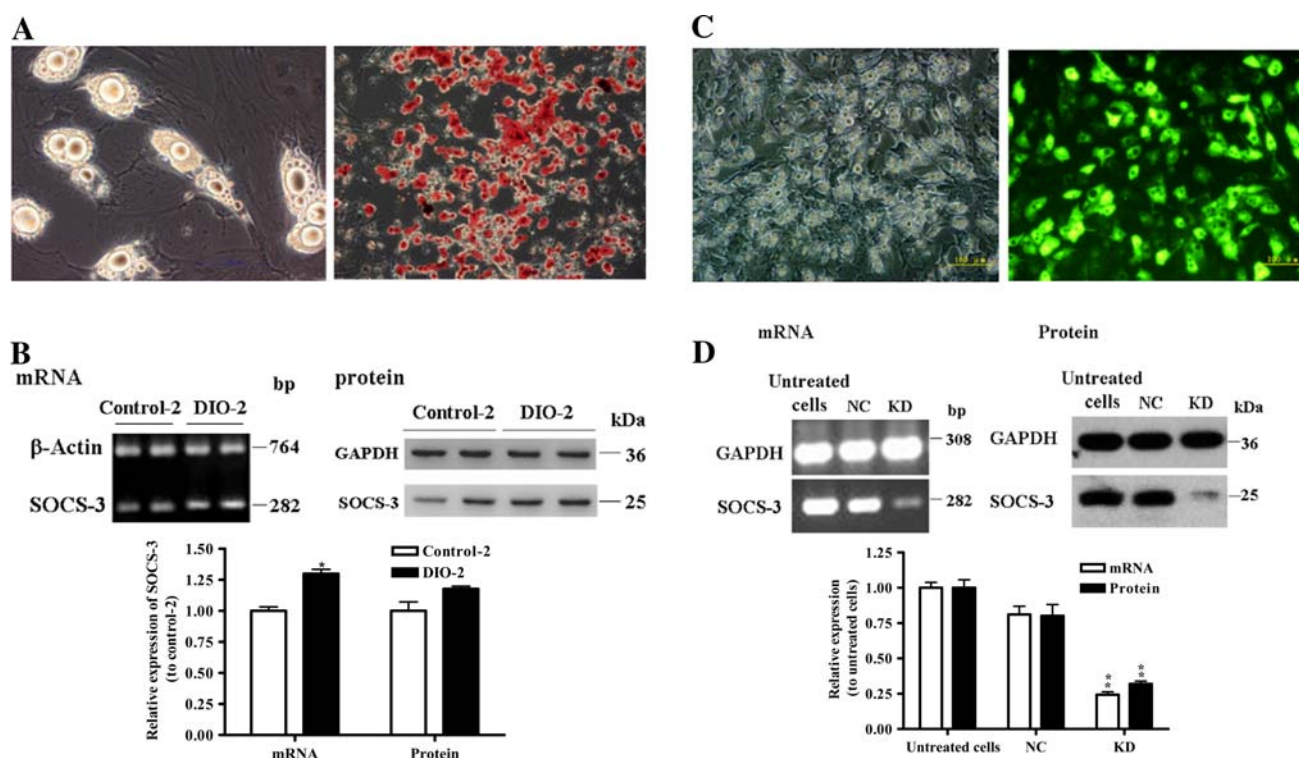 A
C
100 μm
100 μm
B
mRNA
bp
protein
Control-2 DIO-2
Control-2 DIO-2
kDa
β-Actin
764
GAPDH
36
SOCS-3
282
SOCS-3
25
Relative expression of SOCS-3
(to control-2)
1.50
1.25
1.00
0.75
0.50
0.25
0.00
*
Control-2
DIO-2
mRNA
Protein
D
mRNA
Protein
Untreated
cells NC KD
bp
Untreated
cells NC KD
kDa
GAPDH
308
GAPDH
36
SOCS-3
282
SOCS-3
25
Relative expression
(to untreated cells)
1.25
1.00
0.75
0.50
0.25
0.00
mRNA
Protein
**
**
Untreated cells
NC
KD